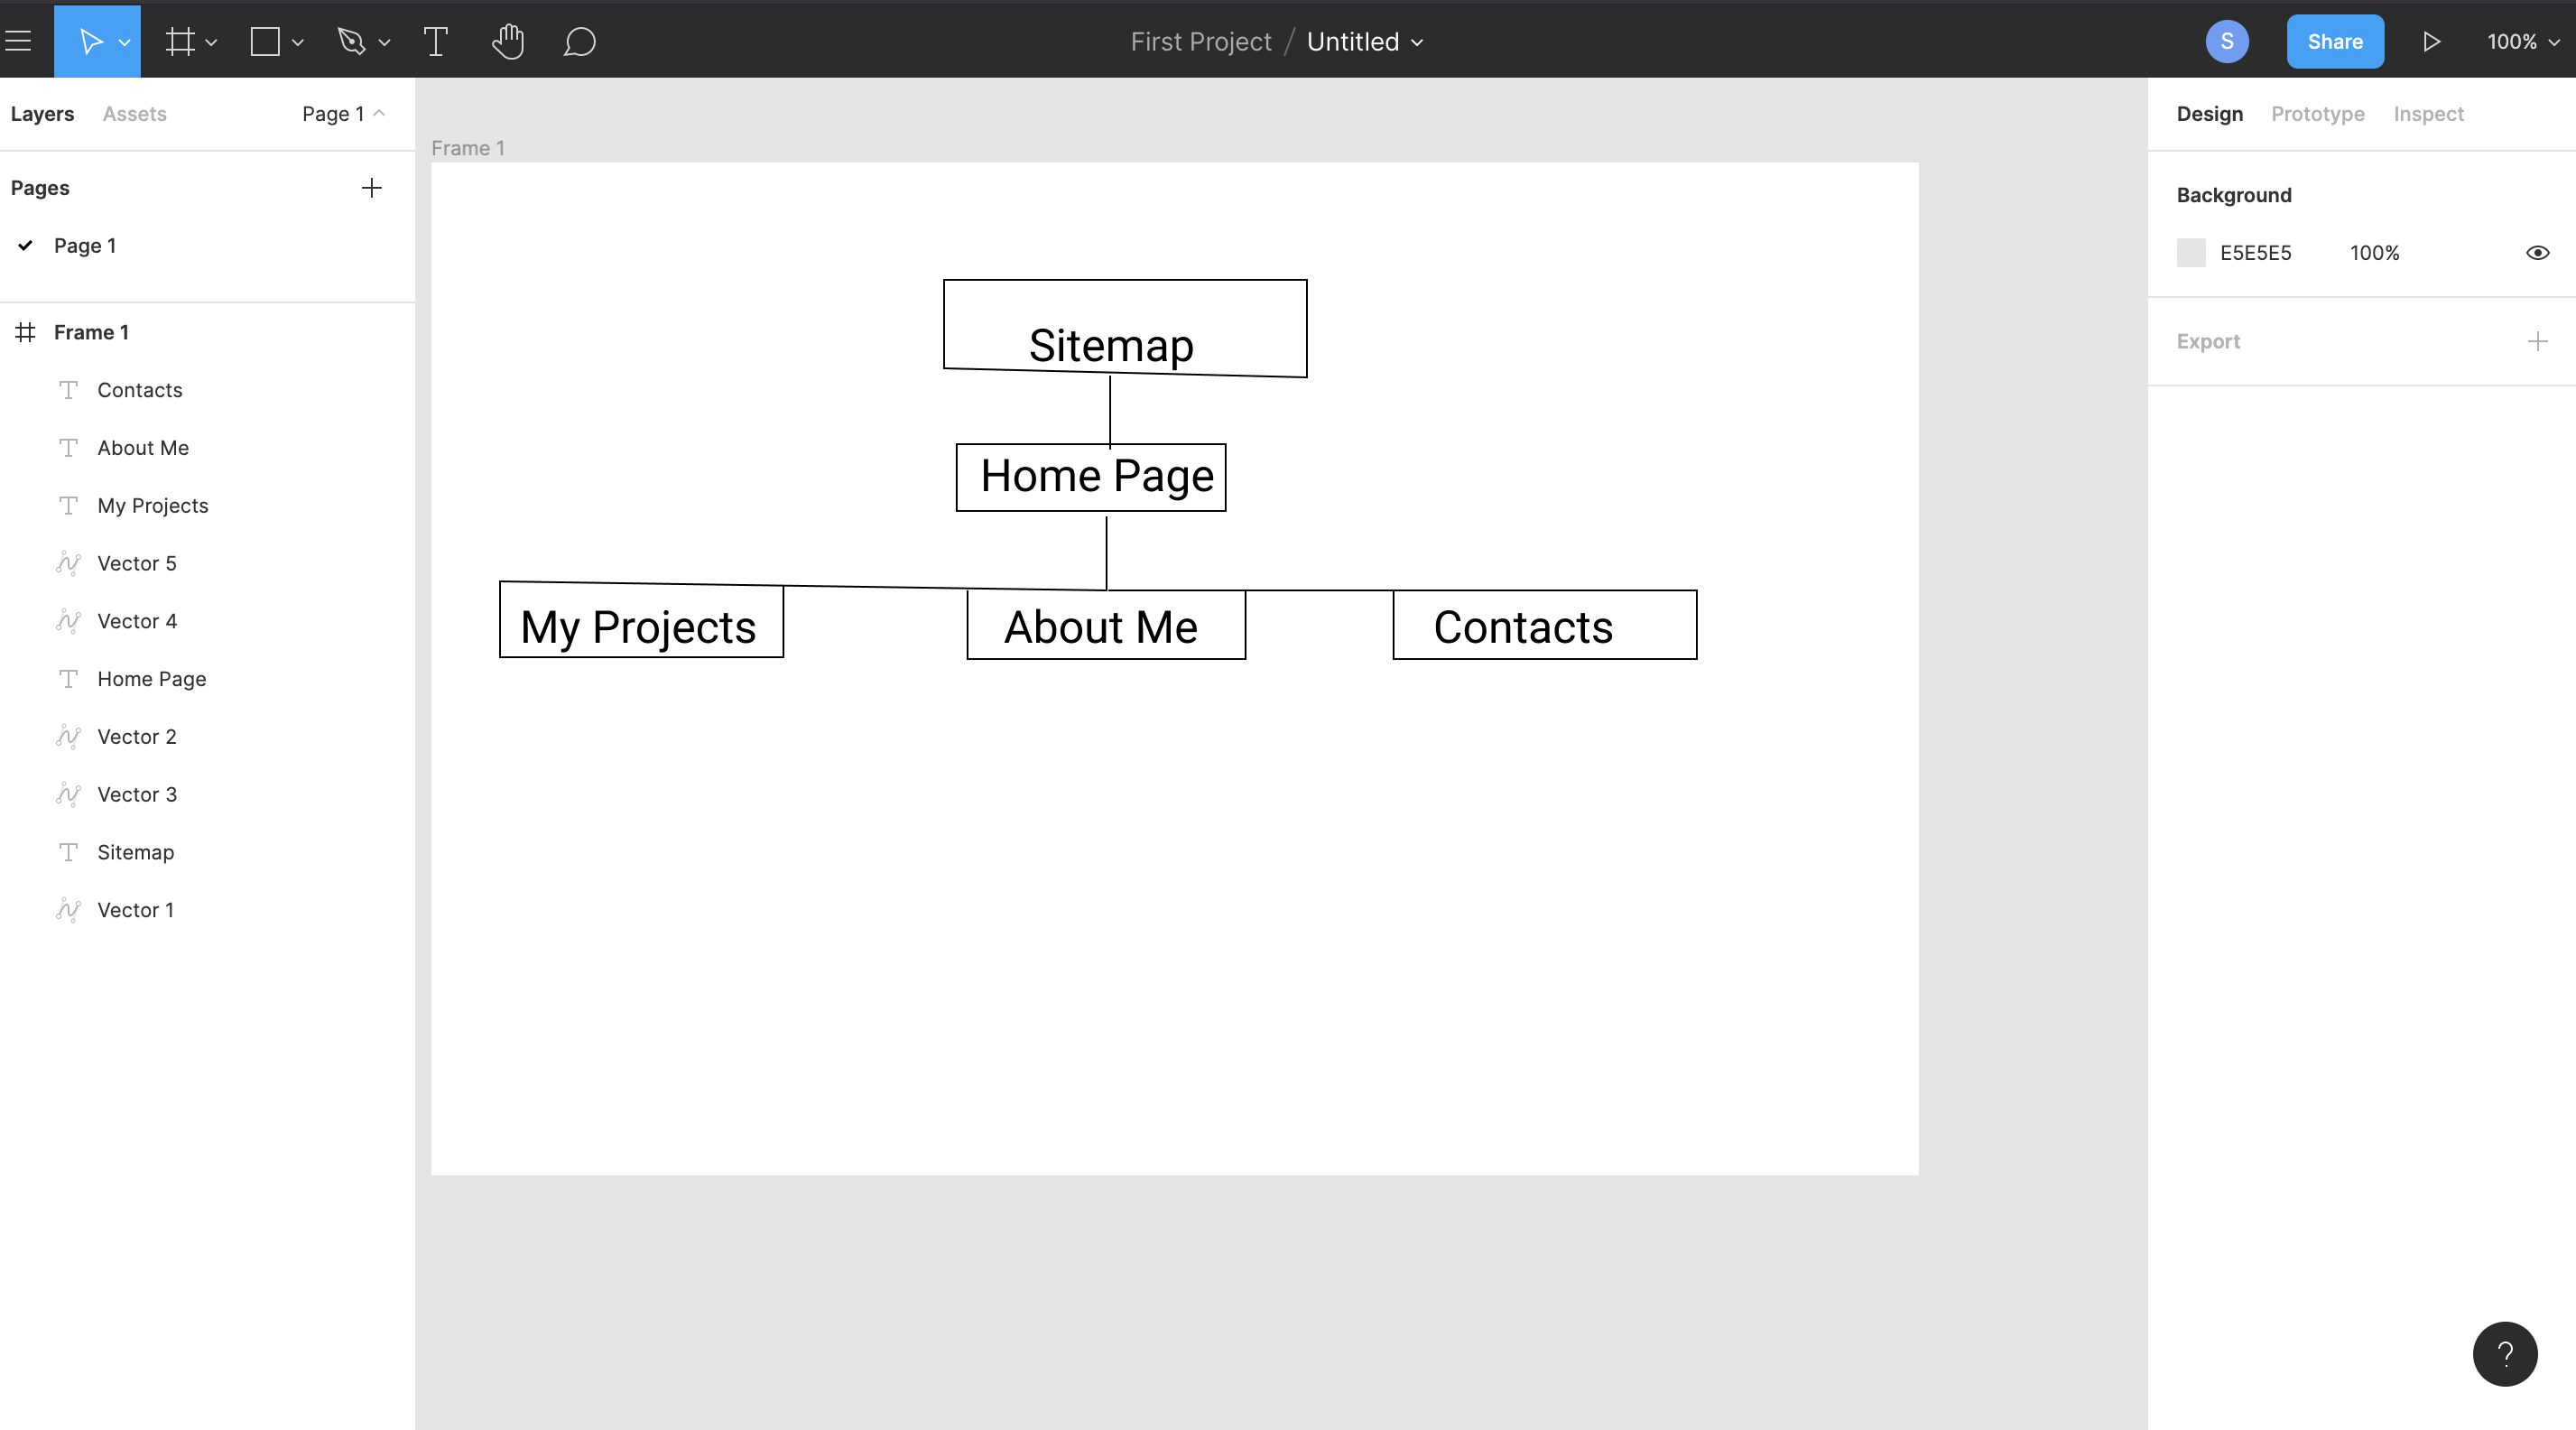 First Project / Untitled
S
Share
100%
Layers
Assets
Page 1
Pages
Page 1
Frame 1
Contacts
About Me
My Projects
Vector 5
Vector 4
Home Page
Vector 2
Vector 3
Sitemap
Vector 1
Frame 1
Sitemap
Home Page
My Projects
About Me
Contacts
Design
Prototype
Inspect
Background
E5E5E5
100%
Export
?